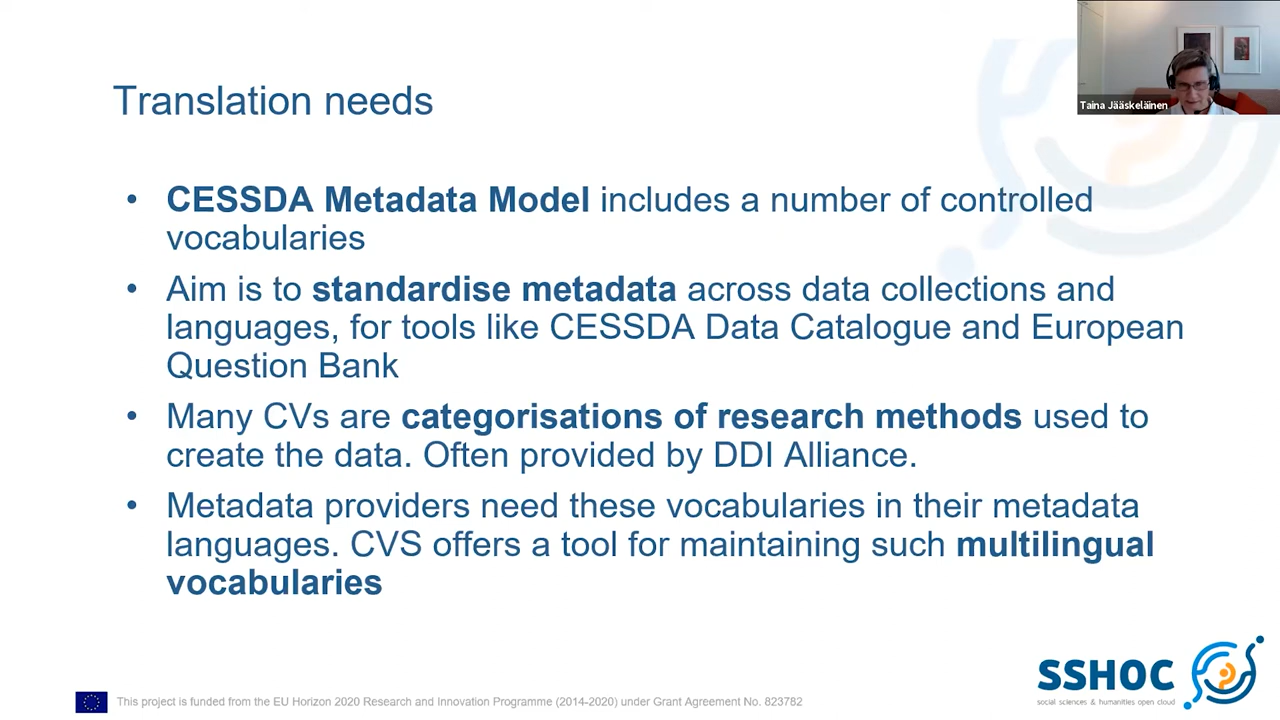 Taina Jääskeläinen
Translation needs
• CESSDA Metadata Model includes a number of controlled
vocabularies
• Aim is to standardise metadata across data collections and
languages, for tools like CESSDA Data Catalogue and European
Question Bank
• Many CVs are categorisations of research methods used to
create the data. Often provided by DDI Alliance.
• Metadata providers need these vocabularies in their metadata
languages. CVS offers a tool for maintaining such multilingual
vocabularies
SSHOC
social sciences & humanities open cloud
This project is funded from the EU Horizon 2020 Research and Innovation Programme (2014-2020) under Grant Agreement No. 823782